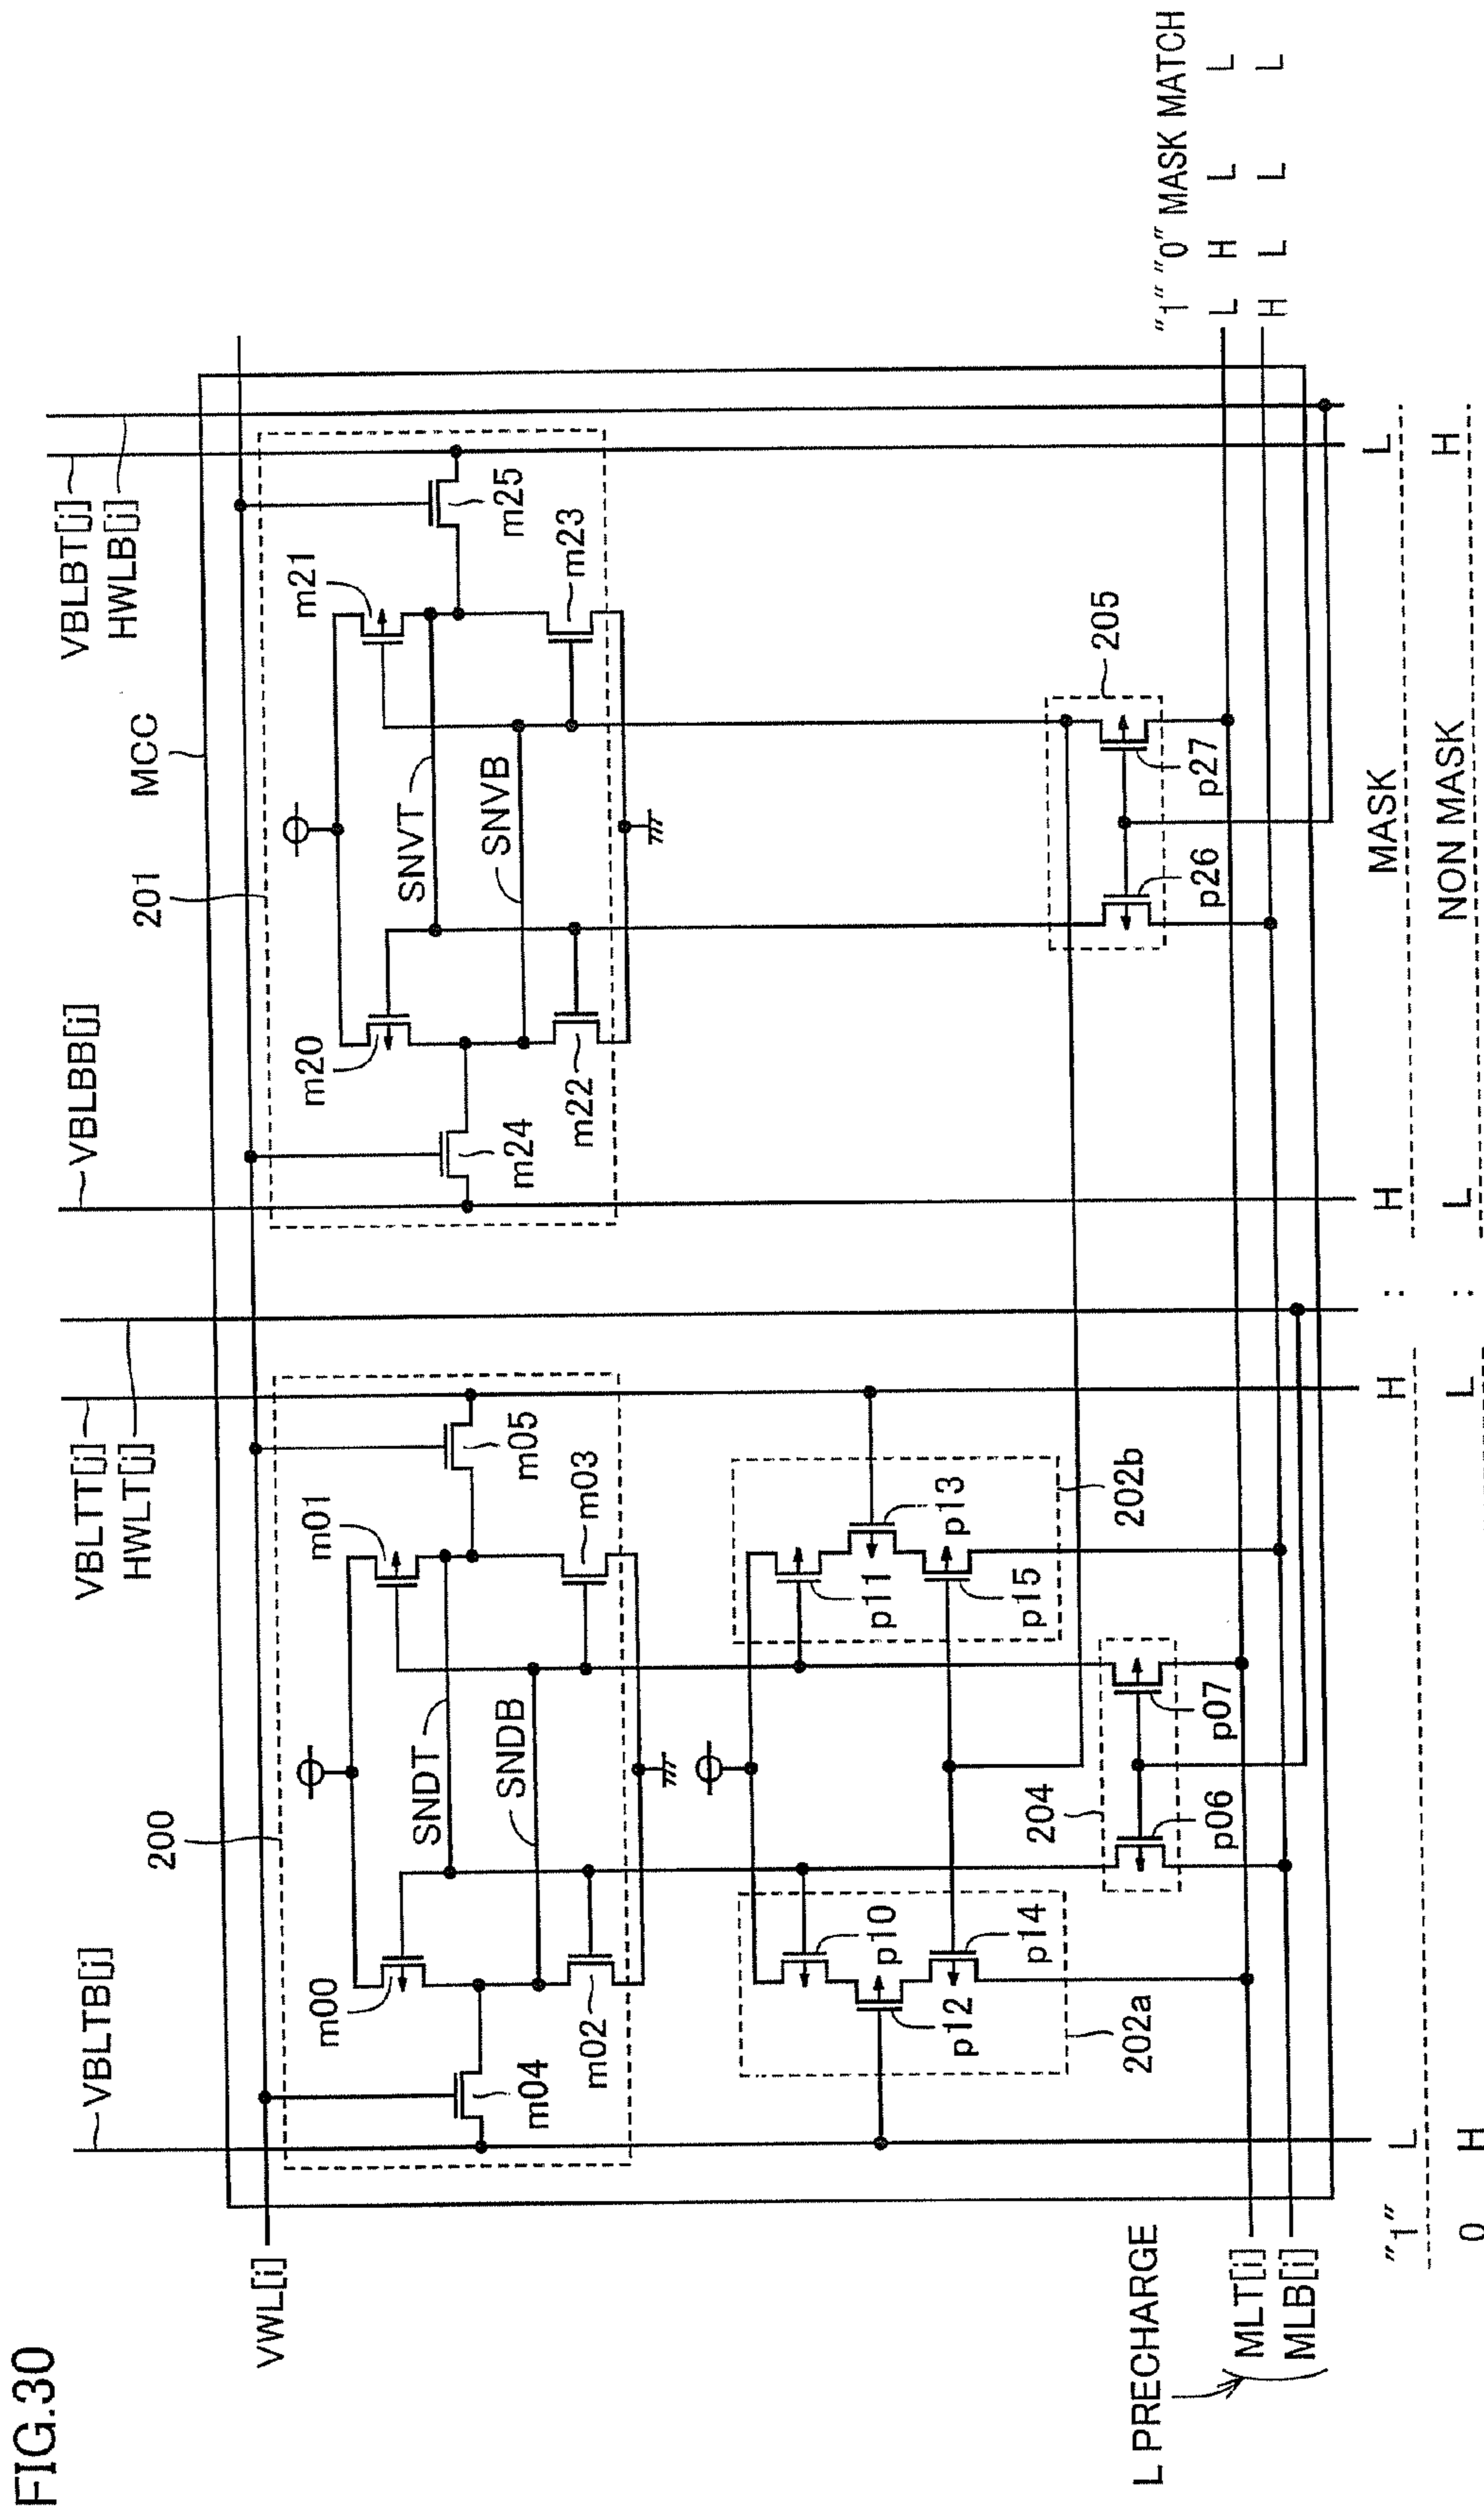 FIG.30
VBLTB[j]
VBLTT[j]
HWLT[j]
VBLBB[j]
VBLBT[j]
HWLB[j]
VWL[i]
200
201
MCC
m00
m01
m04
m05
SNDT
SNDB
m02
m03
m20
m21
m24
m25
SNVT
SNVB
m22
m23
202a
p10
p12
p14
p11
p13
p15
202b
204
p06
p07
205
p26
p27
L PRECHARGE
MLT[i]
MLB[i]
"1" "0" MASK MATCH
L H L L
H L L L
"1" L H : H MASK L
0 H L : L NON MASK H